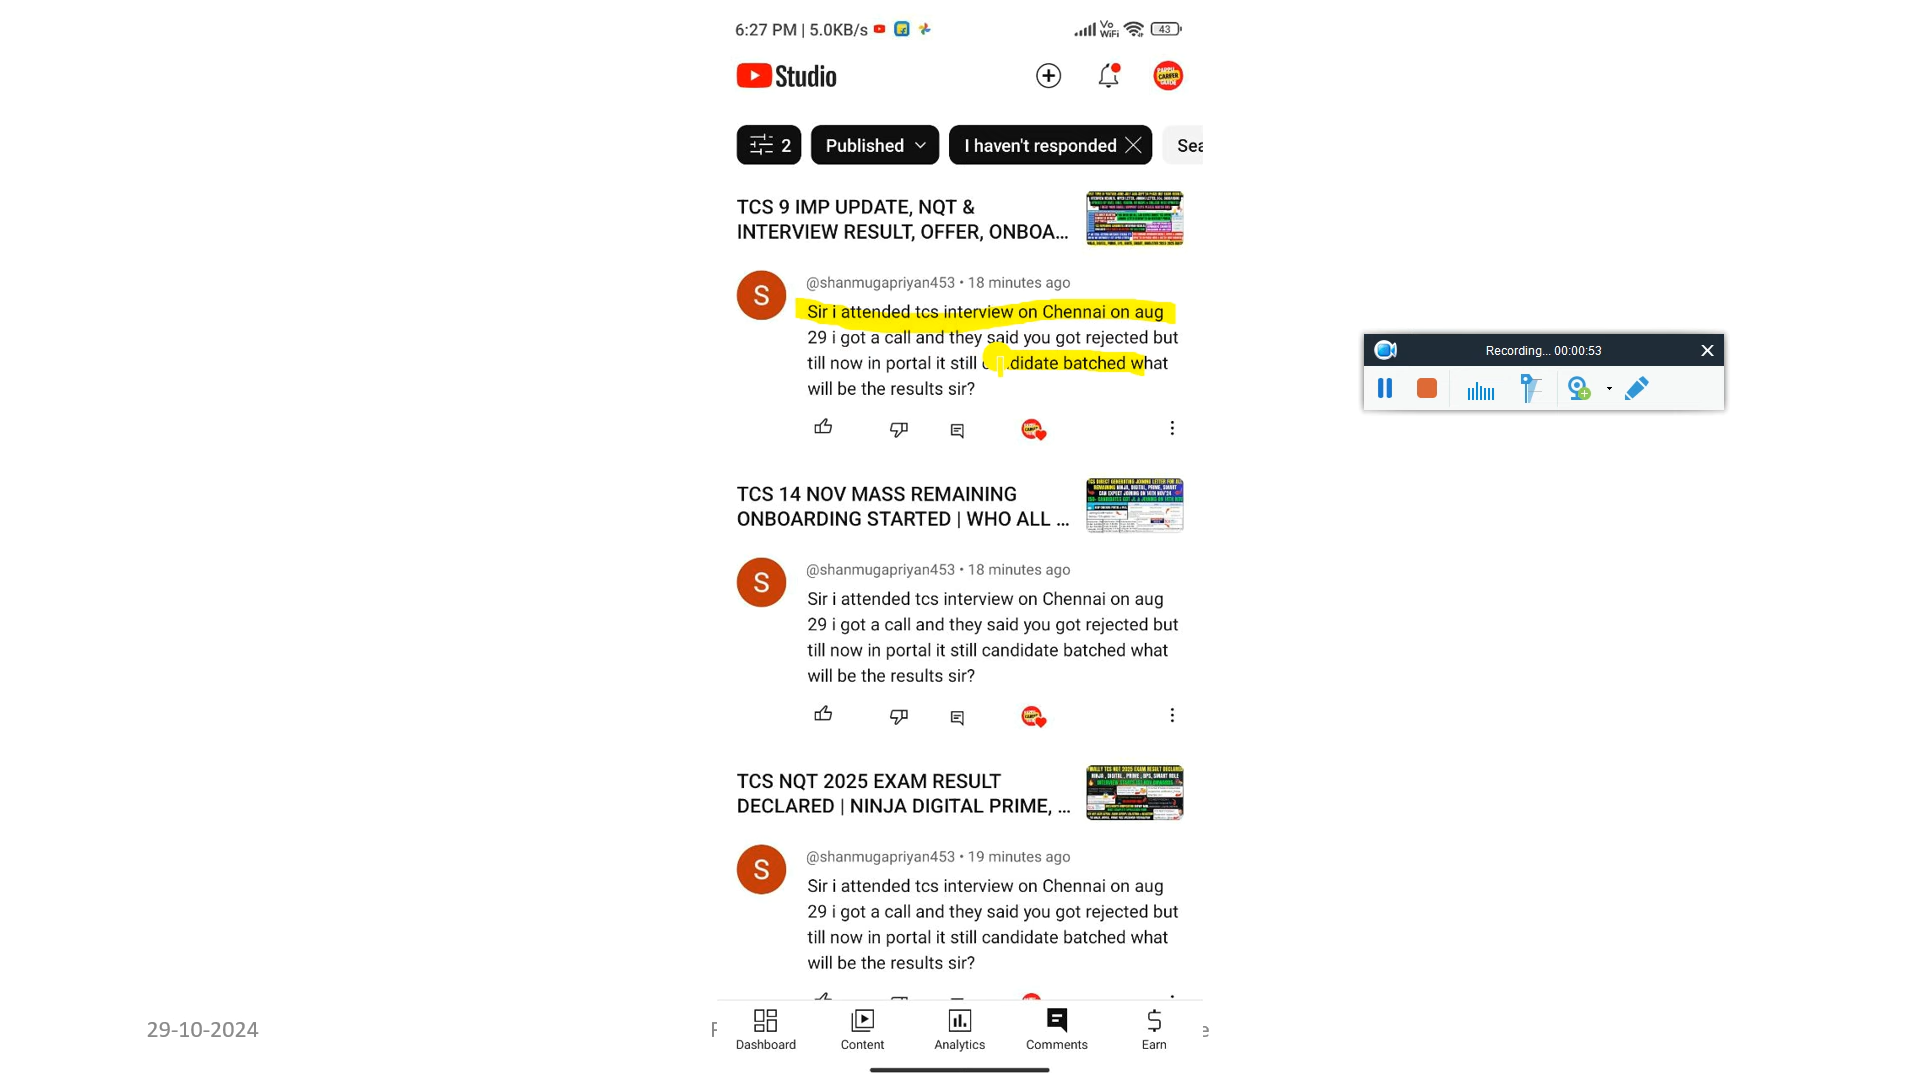 6:27 PM | 5.0KB/s
Vo
WiFi
43
Studio
2
Published
I haven't responded
Sea
TCS 9 IMP UPDATE, NQT &
INTERVIEW RESULT, OFFER, ONBOA...
@shanmugapriyan453 • 18 minutes ago
S
Sir i attended tcs interview on Chennai on aug
29 i got a call and they said you got rejected but
till now in portal it still candidate batched what
will be the results sir?
Recording... 00:00:53
TCS 14 NOV MASS REMAINING
ONBOARDING STARTED | WHO ALL ...
@shanmugapriyan453 • 18 minutes ago
S
Sir i attended tcs interview on Chennai on aug
29 i got a call and they said you got rejected but
till now in portal it still candidate batched what
will be the results sir?
TCS NQT 2025 EXAM RESULT
DECLARED | NINJA DIGITAL PRIME, ...
@shanmugapriyan453 • 19 minutes ago
S
Sir i attended tcs interview on Chennai on aug
29 i got a call and they said you got rejected but
till now in portal it still candidate batched what
will be the results sir?
29-10-2024
Dashboard
Content
Analytics
Comments
Earn